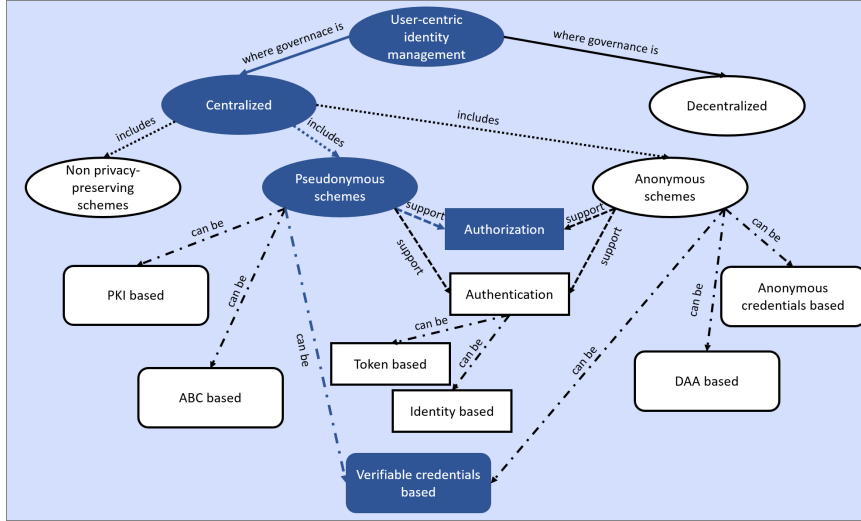 User-centric
identity
management
where governnace is
where governance is
Centralized
Decentralized
includes
includes
includes
Non privacy-
preserving
schemes
Pseudonymous
schemes
Anonymous
schemes
support
support
Authorization
can be
can be
support
support
PKI based
can be
Authentication
can be
Anonymous
credentials based
can be
can be
can be
can be
Token based
can be
ABC based
Identity based
DAA based
Verifiable credentials
based